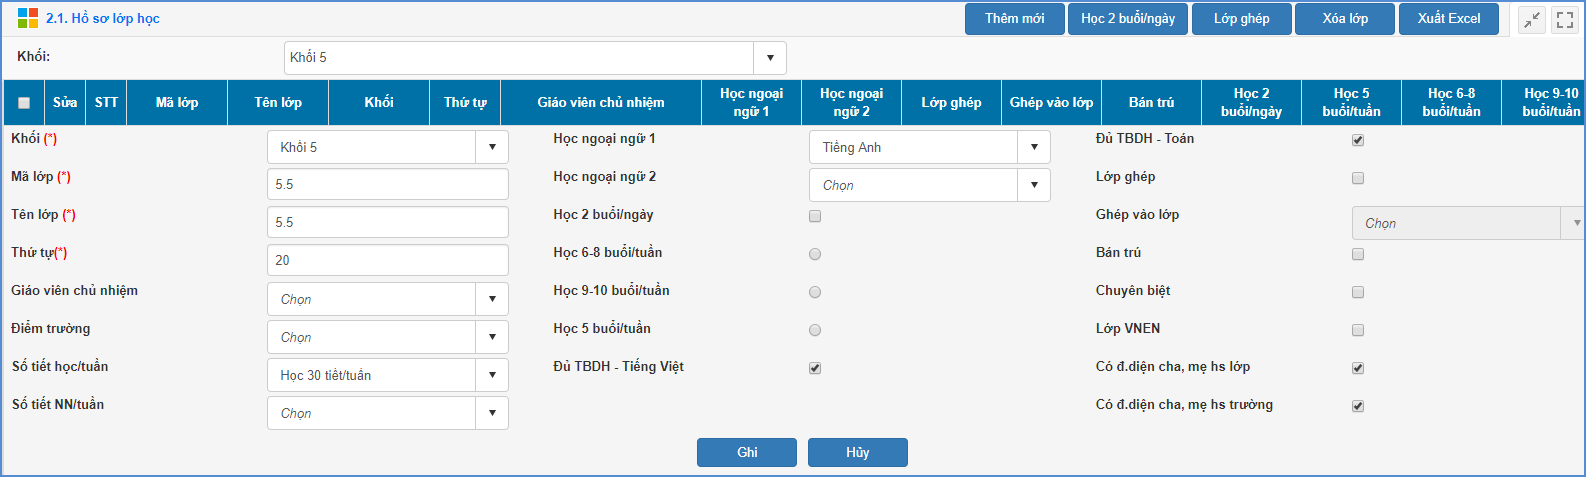 2.1. Hồ sơ lớp học
Thêm mới
Học 2 buổi/ngày
Lớp ghép
Xóa lớp
Xuất Excel
Khối:
Khối 5
Sửa
STT
Mã lớp
Tên lớp
Khối
Thứ tự
Giáo viên chủ nhiệm
Học ngoại
ngữ 1
Học ngoại
ngữ 2
Lớp ghép
Ghép vào lớp
Bán trú
Học 2
buổi/ngày
Học 5
buổi/tuần
Học 6-8
buổi/tuần
Học 9-10
buổi/tuần
Khối (*)
Khối 5
Học ngoại ngữ 1
Tiếng Anh
Đủ TBDH - Toán
Mã lớp (*)
5.5
Học ngoại ngữ 2
Chọn
Lớp ghép
Tên lớp (*)
5.5
Học 2 buổi/ngày
Ghép vào lớp
Chọn
Thứ tự(*)
20
Học 6-8 buổi/tuần
Bán trú
Giáo viên chủ nhiệm
Chọn
Học 9-10 buổi/tuần
Chuyên biệt
Điểm trường
Chọn
Học 5 buổi/tuần
Lớp VNEN
Số tiết học/tuần
Học 30 tiết/tuần
Đủ TBDH - Tiếng Việt
Có đ.diện cha, mẹ hs lớp
Số tiết NN/tuần
Chọn
Có đ.diện cha, mẹ hs trường
Ghi
Hủy